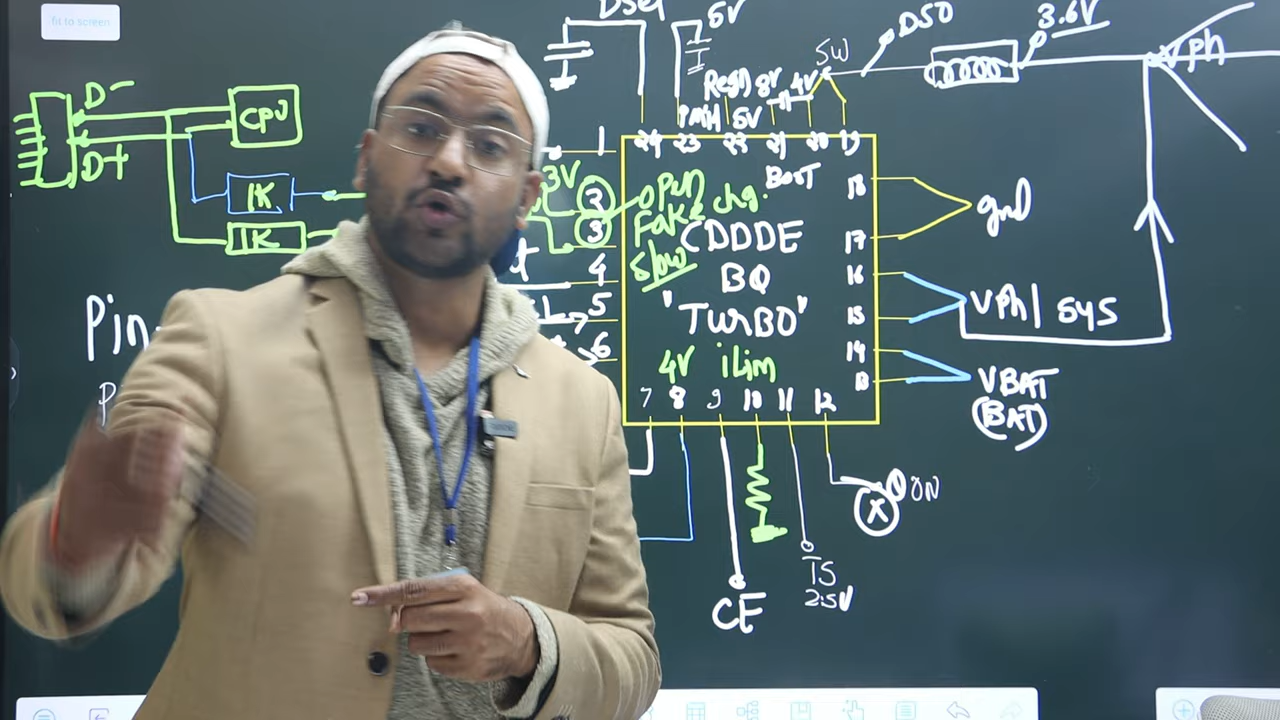 fit to screen
Dsel
5V
SW
DSO
3.6V
Vph
D-
D+
CPU
1K
1K
Regn 8V 4V
PMH 5V
24 23 22 21 20 19
BOOT
1
3V
3
3
4
5
6
7 8 9 10 11 12
18
17
16
15
14
13
Open
Fake chg.
Slow
CDDDE
BQ
"TURBO"
4V ilim
gnd
VPh| SYS
VBAT
(BAT)
Pin
P
CE
TS
2.5V
X
ON